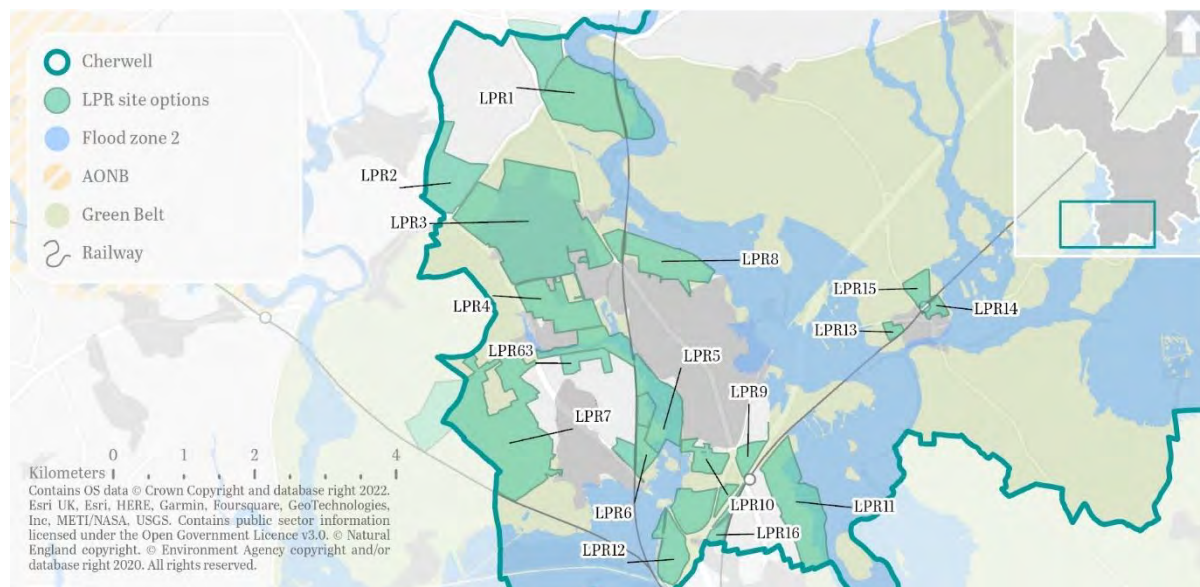 Cherwell
LPR site options
Flood zone 2
AONB
Green Belt
Railway
LPR1
LPR2
LPR3
LPR8
LPR4
LPR15
LPR14
LPR13
LPR63
LPR5
LPR9
LPR7
LPR10
LPR11
LPR6
LPR16
LPR12
Kilometers
0 1 2 4
Contains OS data © Crown Copyright and database right 2022.
Esri UK, Esri, HERE, Garmin, Foursquare, GeoTechnologies,
Inc, METI/NASA, USGS. Contains public sector information
licensed under the Open Government Licence v3.0. © Natural
England copyright. © Environment Agency copyright and/or
database right 2020. All rights reserved.